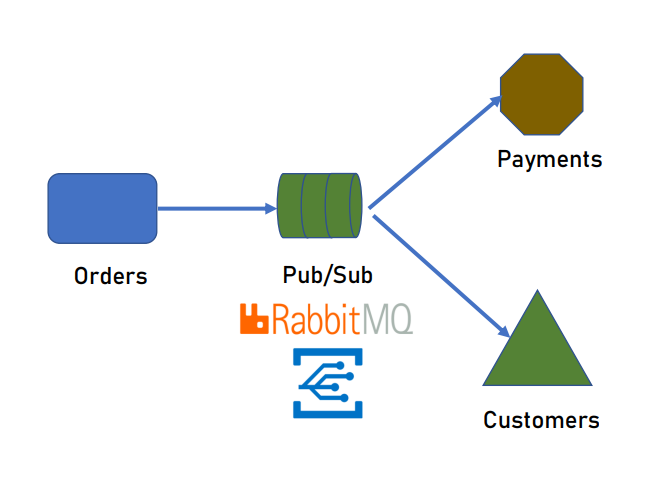 Payments
Orders
Pub/Sub
RabbitMQ
Customers